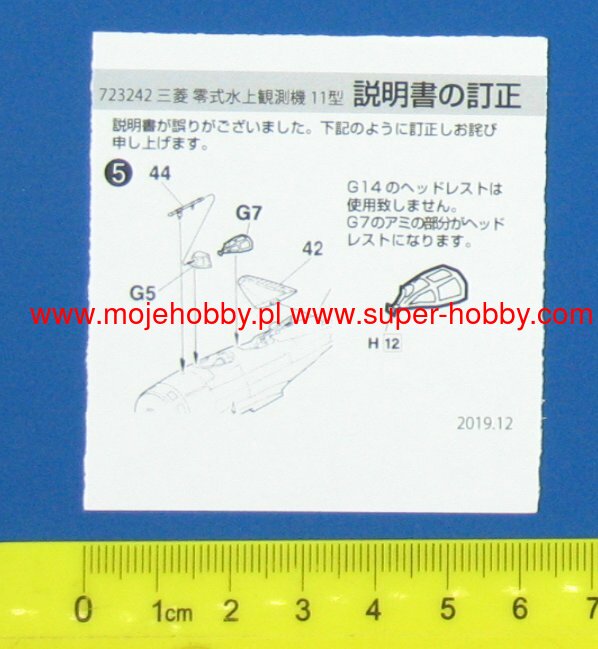 723242 三菱 零式水上観測機 11型 説明書の訂正
説明書が誤りがございました。下記のように訂正しお詫び
申し上げます。
5
44
G7
G5
42
G14のヘッドレストは
使用致しません。
G7のアミの部分がヘッド
レストになります。
www.mojehobby.pl www.super-hobby.com
H 12
2019.12
0 1cm 2 3 4 5 6 7